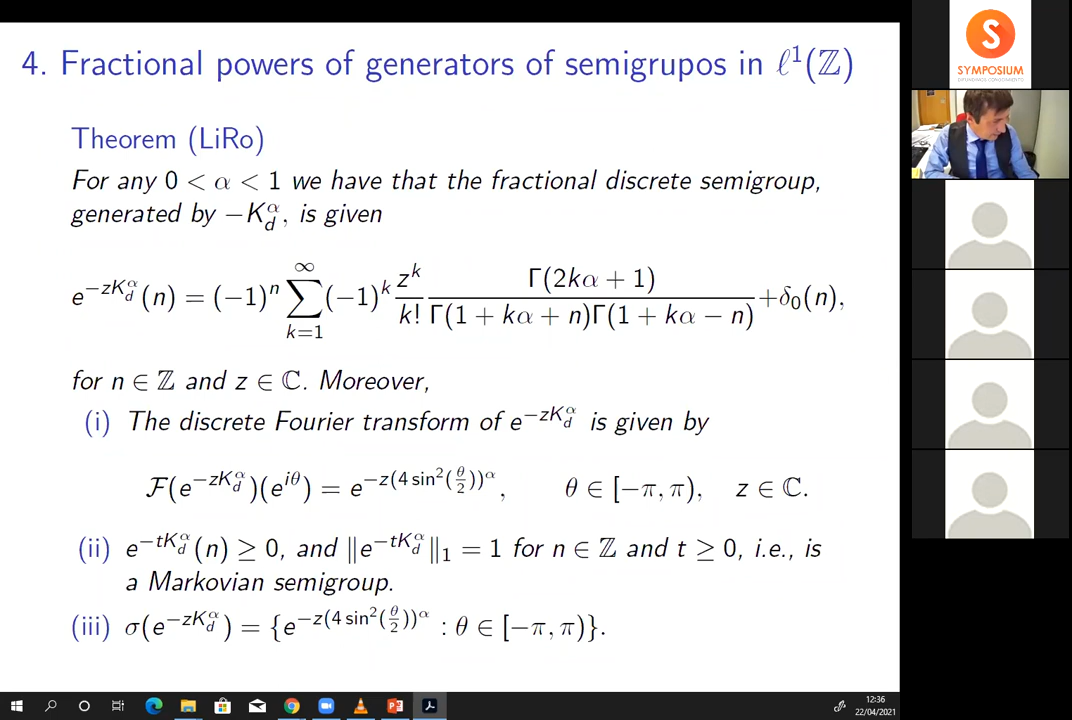 4. Fractional powers of generators of semigrupos in ℓ¹(ℤ)
Theorem (LiRo)
For any 0 < α < 1 we have that the fractional discrete semigroup,
generated by −K_d^α, is given
e^{−zK_d^α}(n) = (−1)^n ∑_{k=1}^{∞} (−1)^k \frac{z^k}{k!} \frac{Γ(2kα + 1)}{Γ(1 + kα + n)Γ(1 + kα − n)} + δ₀(n),
for n ∈ ℤ and z ∈ ℂ. Moreover,
(i) The discrete Fourier transform of e^{−zK_d^α} is given by
ℱ(e^{−zK_d^α})(e^{iθ}) = e^{−z(4 sin²(θ/2))^α}, θ ∈ [−π, π), z ∈ ℂ.
(ii) e^{−tK_d^α}(n) ≥ 0, and ‖e^{−tK_d^α}‖₁ = 1 for n ∈ ℤ and t ≥ 0, i.e., is
a Markovian semigroup.
(iii) σ(e^{−zK_d^α}) = {e^{−z(4 sin²(θ/2))^α} : θ ∈ [−π, π)}.
S
SYMPOSIUM
12:36
22/04/2021